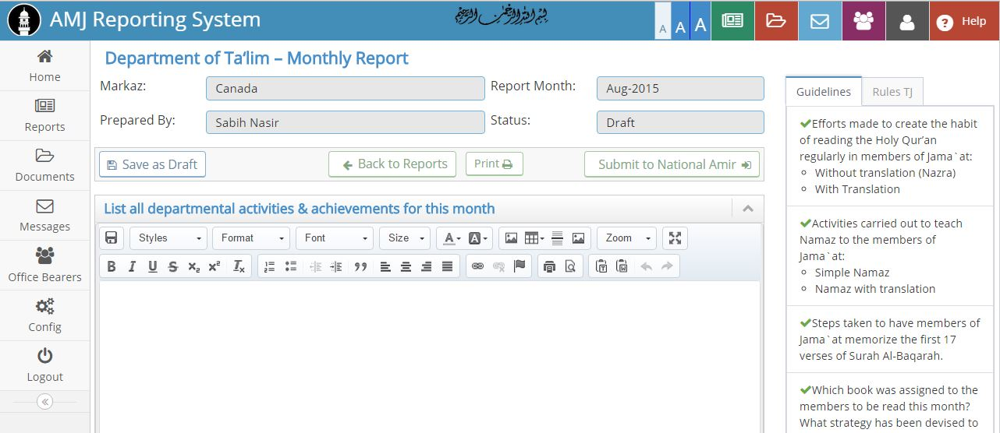 AMJ Reporting System
بسم الله الرحمن الرحيم
A A A
Help
Home
Reports
Documents
Messages
Office Bearers
Config
Logout
Department of Ta‘lim – Monthly Report
Markaz: Canada Report Month: Aug-2015
Prepared By: Sabih Nasir Status: Draft
Save as Draft Back to Reports Print Submit to National Amir
List all departmental activities & achievements for this month
Styles Format Font Size A A Zoom
B I U S x₂ x² Tx
Guidelines Rules TJ
Efforts made to create the habit
of reading the Holy Qur’an
regularly in members of Jama`at:
Without translation (Nazra)
With Translation
Activities carried out to teach
Namaz to the members of
Jama`at:
Simple Namaz
Namaz with translation
Steps taken to have members of
Jama`at memorize the first 17
verses of Surah Al-Baqarah.
Which book was assigned to the
members to be read this month?
What strategy has been devised to